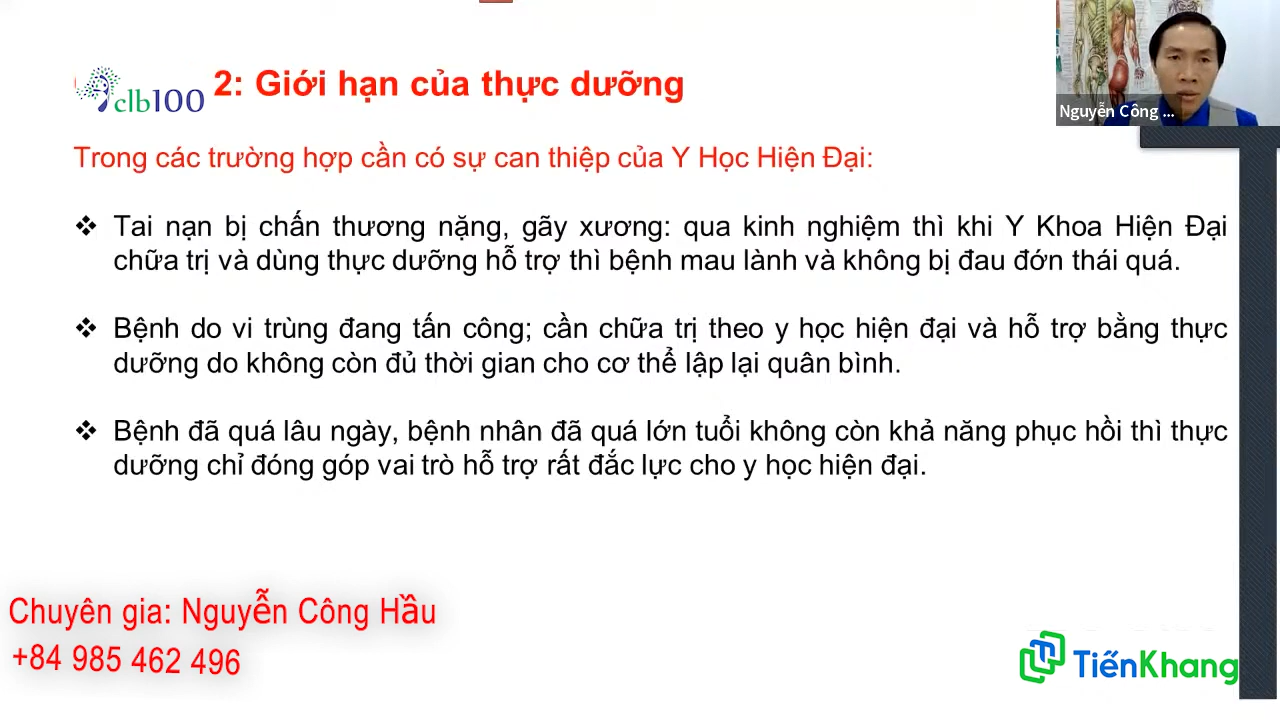 clb100
2: Giới hạn của thực dưỡng
Nguyễn Công ...
Trong các trường hợp cần có sự can thiệp của Y Học Hiện Đại:
❖ Tai nạn bị chấn thương nặng, gãy xương: qua kinh nghiệm thì khi Y Khoa Hiện Đại
chữa trị và dùng thực dưỡng hỗ trợ thì bệnh mau lành và không bị đau đớn thái quá.
❖ Bệnh do vi trùng đang tấn công; cần chữa trị theo y học hiện đại và hỗ trợ bằng thực
dưỡng do không còn đủ thời gian cho cơ thể lập lại quân bình.
❖ Bệnh đã quá lâu ngày, bệnh nhân đã quá lớn tuổi không còn khả năng phục hồi thì thực
dưỡng chỉ đóng góp vai trò hỗ trợ rất đắc lực cho y học hiện đại.
Chuyên gia: Nguyễn Công Hầu
+84 985 462 496
TiếnKhang